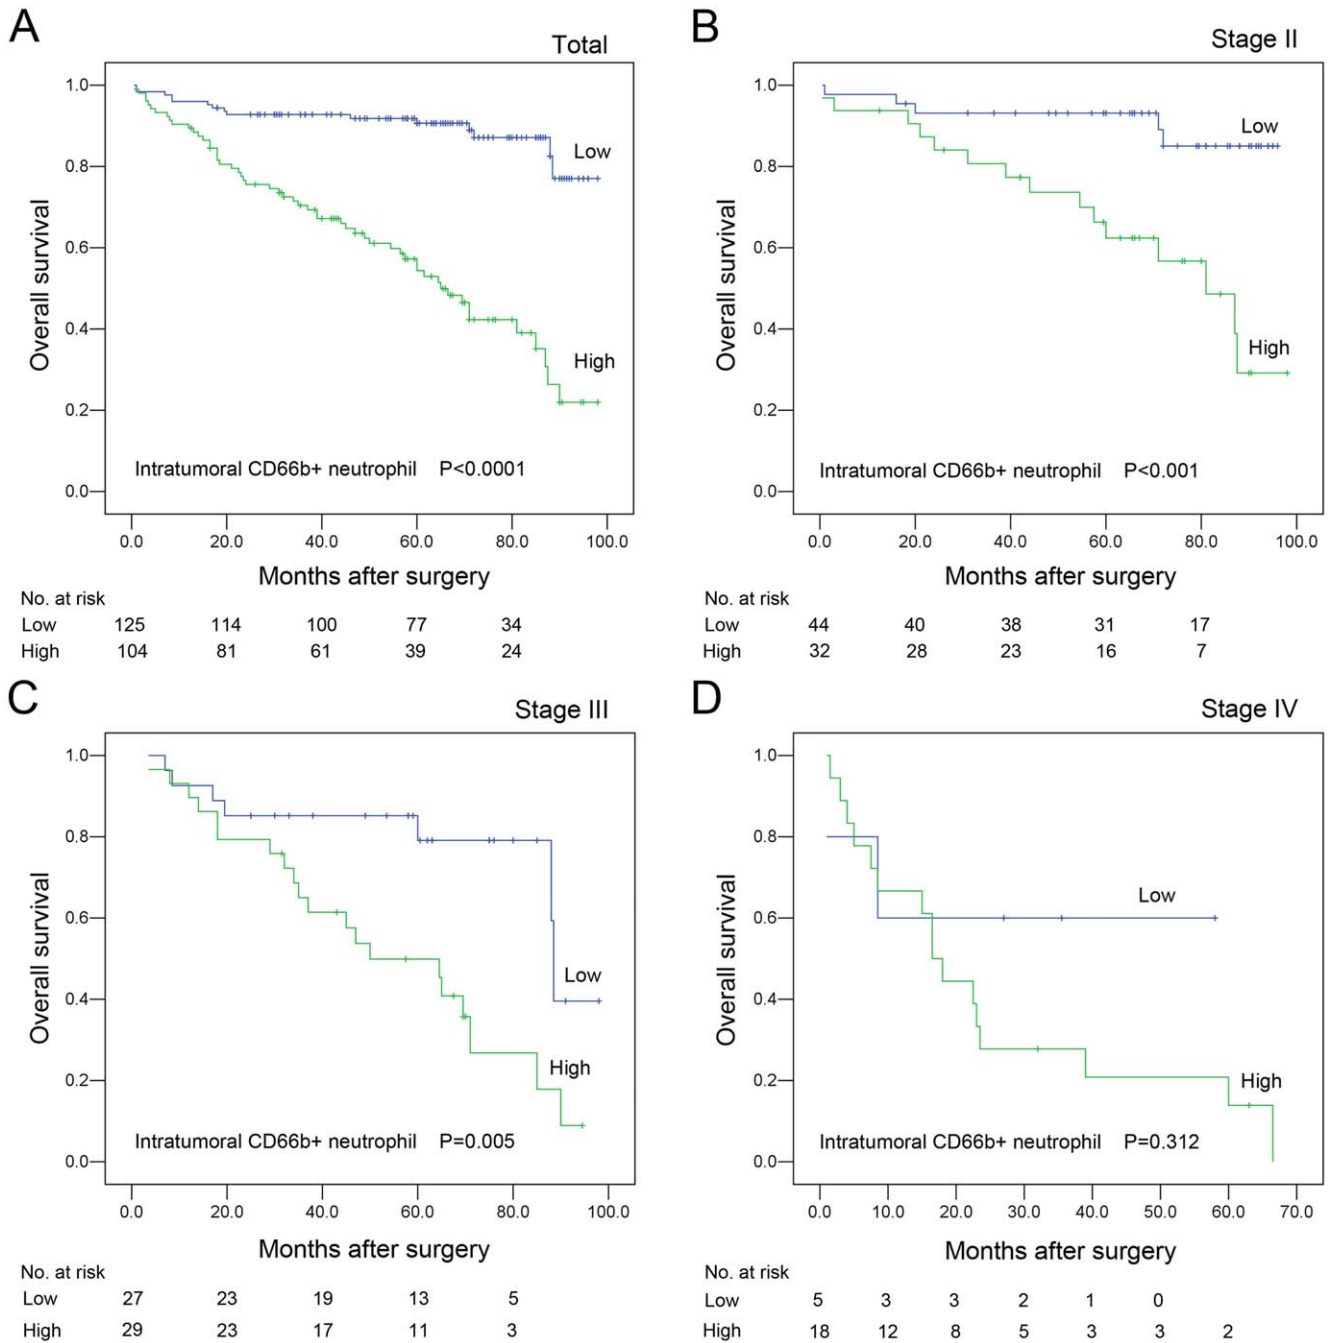 A
Total
1.0
0.8
0.6
0.4
0.2
0.0
Overall survival
Low
High
Intratumoral CD66b+ neutrophil P<0.0001
0.0 20.0 40.0 60.0 80.0 100.0
Months after surgery
No. at risk
Low 125 114 100 77 34
High 104 81 61 39 24
B
Stage II
1.0
0.8
0.6
0.4
0.2
0.0
Overall survival
Low
High
Intratumoral CD66b+ neutrophil P<0.001
0.0 20.0 40.0 60.0 80.0 100.0
Months after surgery
No. at risk
Low 44 40 38 31 17
High 32 28 23 16 7
C
Stage III
1.0
0.8
0.6
0.4
0.2
0.0
Overall survival
Low
High
Intratumoral CD66b+ neutrophil P=0.005
0.0 20.0 40.0 60.0 80.0 100.0
Months after surgery
No. at risk
Low 27 23 19 13 5
High 29 23 17 11 3
D
Stage IV
1.0
0.8
0.6
0.4
0.2
0.0
Overall survival
Low
High
Intratumoral CD66b+ neutrophil P=0.312
0.0 10.0 20.0 30.0 40.0 50.0 60.0 70.0
Months after surgery
No. at risk
Low 5 3 3 2 1 0
High 18 12 8 5 3 3 2